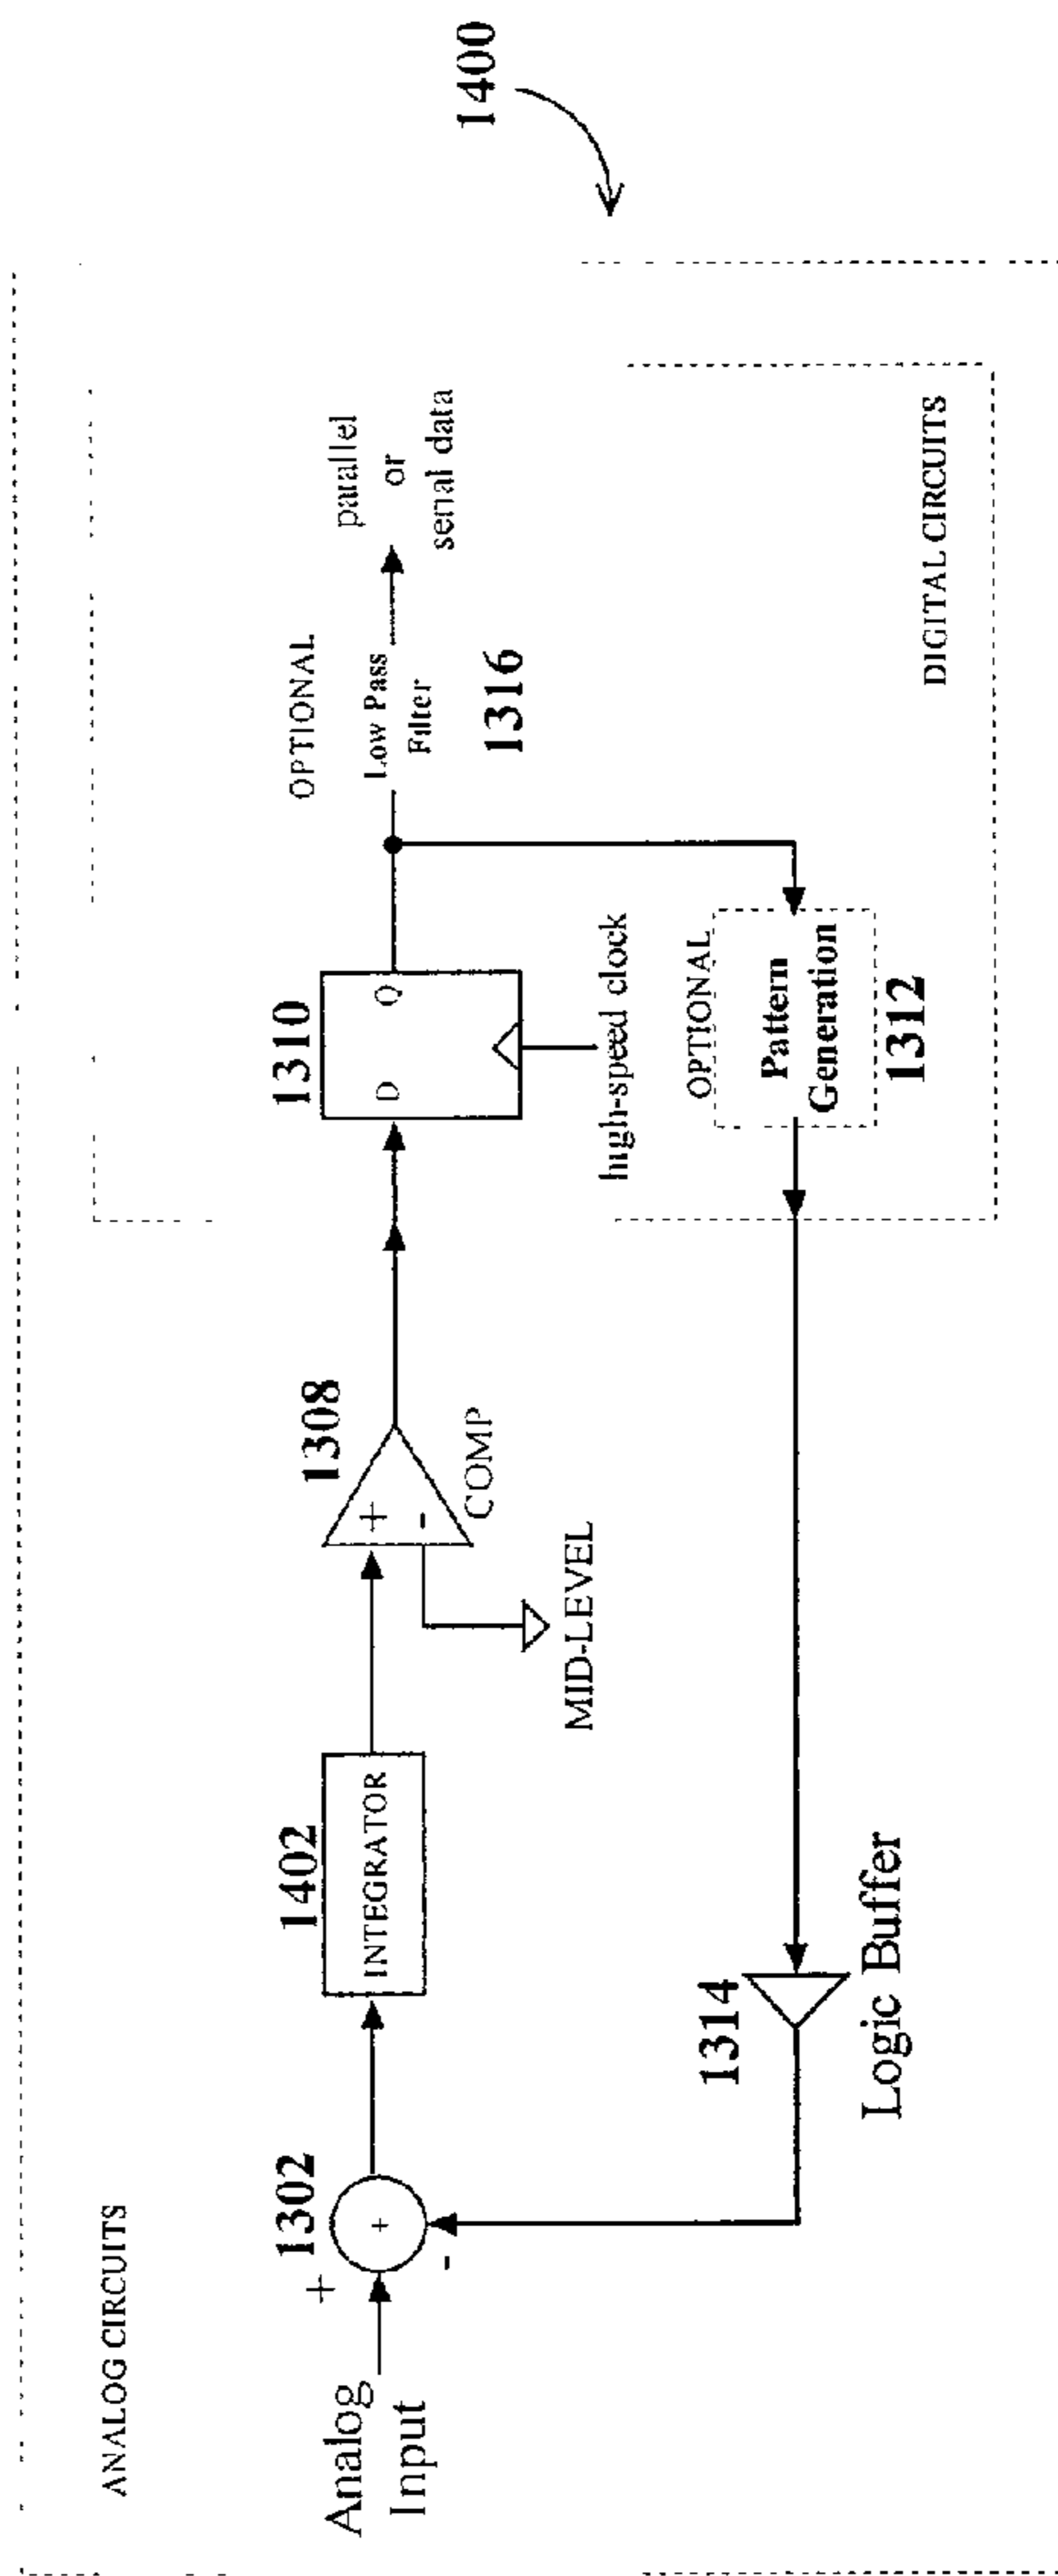 1400
ANALOG CIRCUITS
OPTIONAL
parallel
or
serial data
Low Pass
Filter
1316
1310
D Q
high-speed clock
OPTIONAL
Pattern
Generation
1312
DIGITAL CIRCUITS
1308
+
-
COMP
MID-LEVEL
1402
INTEGRATOR
1302
+
+
-
Analog
Input
1314
Logic Buffer